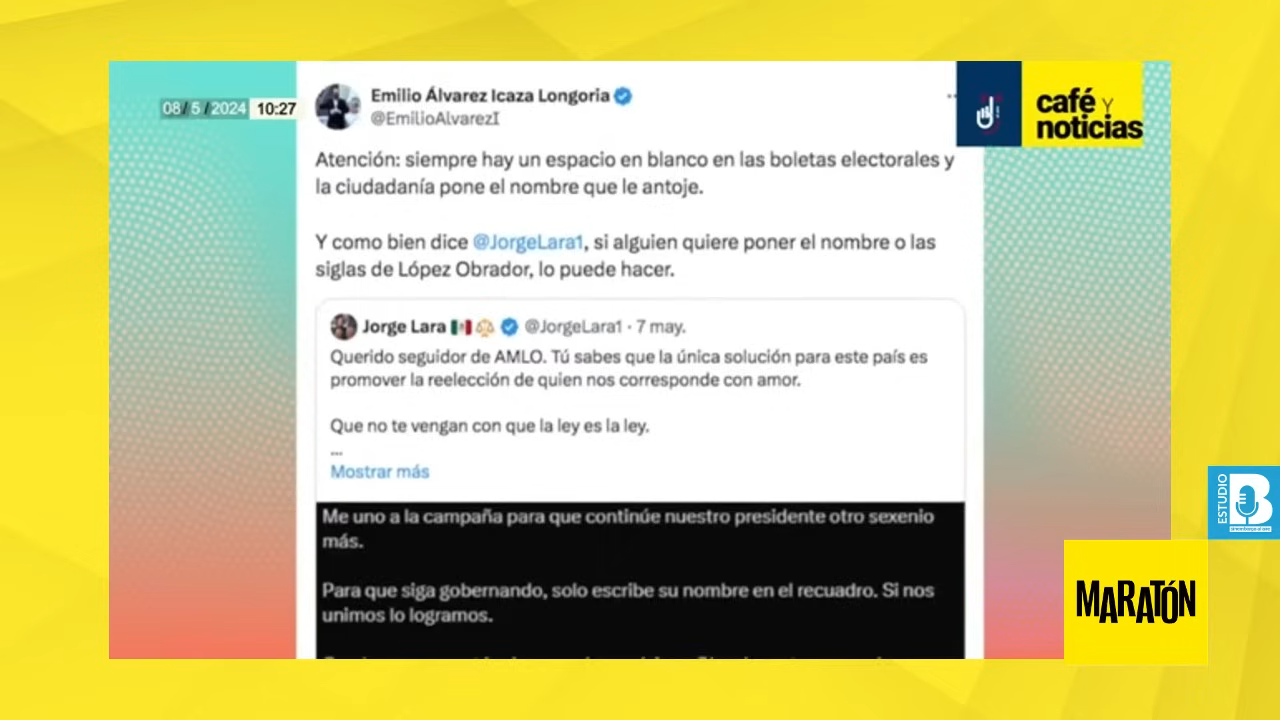 08/ 5 / 2024 10:27
Emilio Álvarez Icaza Longoria
@EmilioAlvarezI
café Y
noticias
Atención: siempre hay un espacio en blanco en las boletas electorales y
la ciudadanía pone el nombre que le antoje.
Y como bien dice @JorgeLara1, si alguien quiere poner el nombre o las
siglas de López Obrador, lo puede hacer.
Jorge Lara @JorgeLara1 · 7 may.
Querido seguidor de AMLO. Tú sabes que la única solución para este país es
promover la reelección de quien nos corresponde con amor.
Que no te vengan con que la ley es la ley.
...
Mostrar más
Me uno a la campaña para que continúe nuestro presidente otro sexenio
más.
Para que siga gobernando, solo escribe su nombre en el recuadro. Si nos
unimos lo logramos.
ESTUDIO
B
MARATÓN